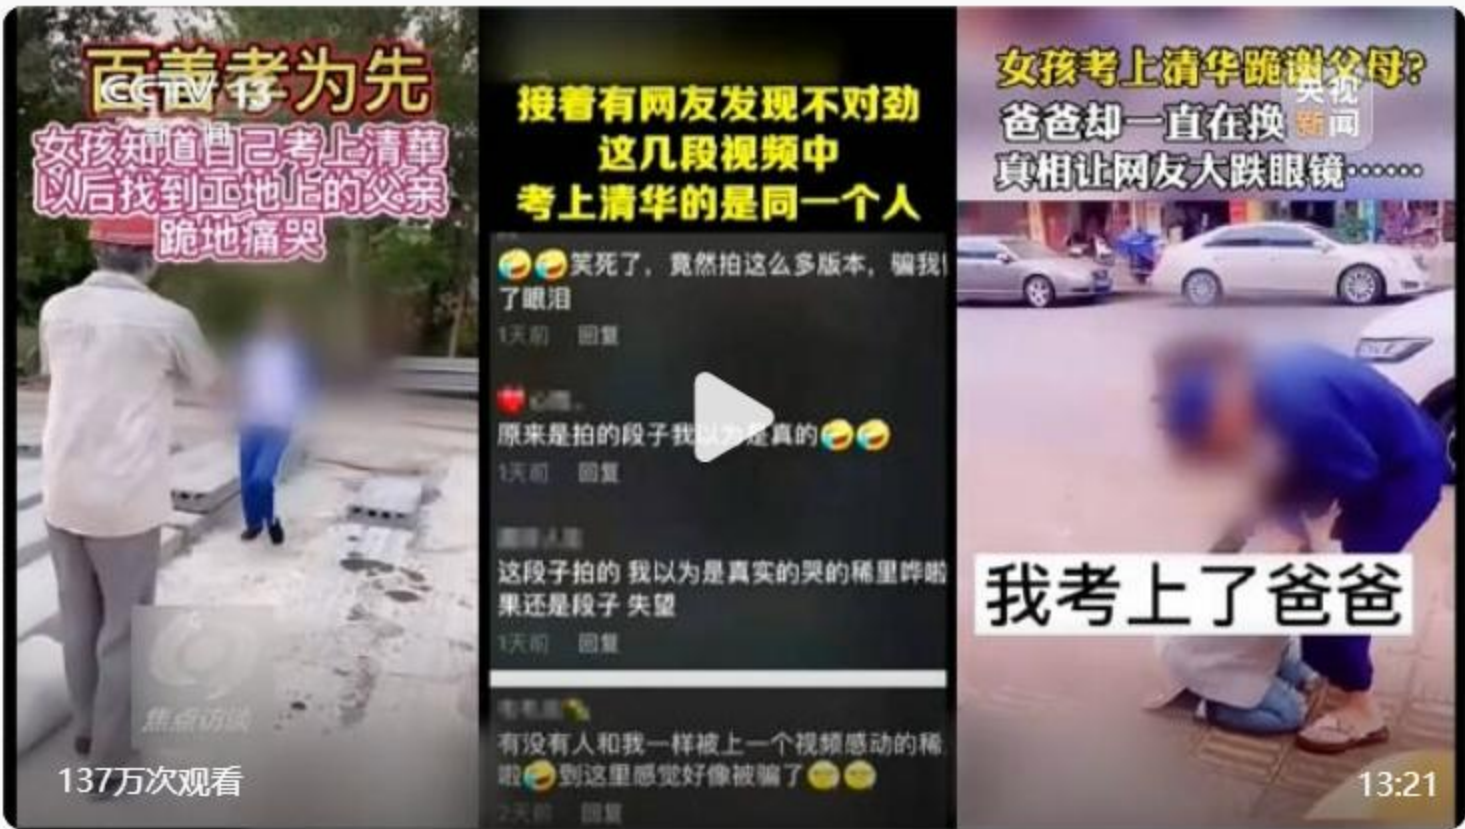 百善孝为先
CCTV 13
新闻
女孩知道自己考上清華
以后找到工地上的父亲
跪地痛哭
焦点访谈
137万次观看
接着有网友发现不对劲
这几段视频中
考上清华的是同一个人
笑死了，竟然拍这么多版本，骗我
了眼泪
1天前 回复
原来是拍的段子我以为是真的
1天前 回复
这段子拍的 我以为是真实的哭的稀里哗啦
果还是段子 失望
1天前 回复
有没有人和我一样被上一个视频感动的稀
啦 到这里感觉好像被骗了
2天前 回复
女孩考上清华跪谢父母？
央视
新闻
爸爸却一直在换
真相让网友大跌眼镜……
我考上了爸爸
13:21